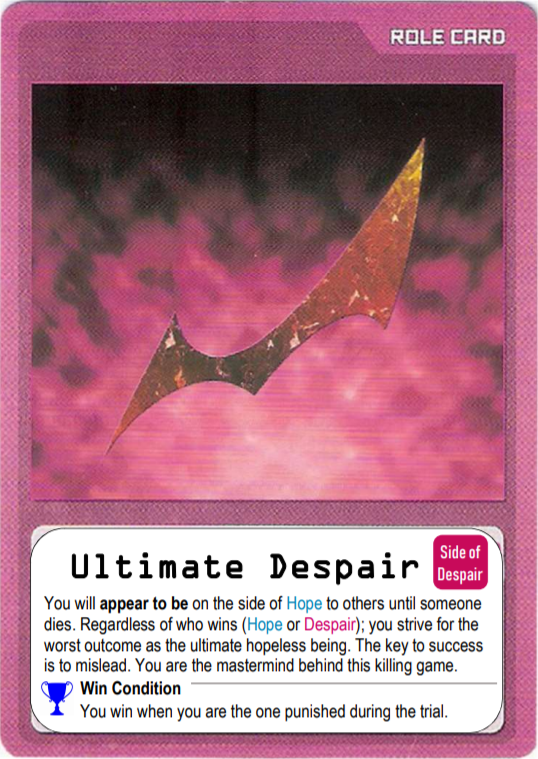 ROLE CARD
Ultimate Despair
Side of
Despair
You will appear to be on the side of Hope to others until someone
dies. Regardless of who wins (Hope or Despair); you strive for the
worst outcome as the ultimate hopeless being. The key to success
is to mislead. You are the mastermind behind this killing game.
Win Condition
You win when you are the one punished during the trial.